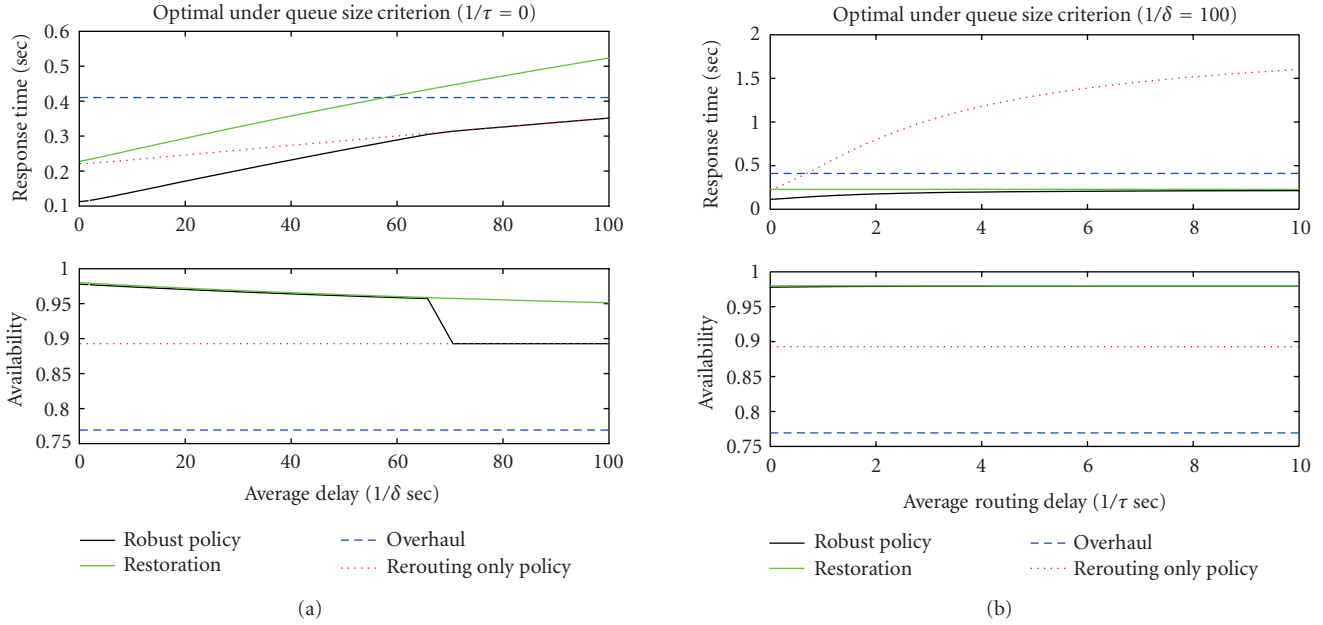 Optimal under queue size criterion (1/τ = 0)
Response time (sec)
0.6
0.5
0.4
0.3
0.2
0.1
0 20 40 60 80 100
Availability
1
0.95
0.9
0.85
0.8
0.75
0 20 40 60 80 100
Average delay (1/δ sec)
Robust policy
Restoration
Overhaul
Rerouting only policy
(a)
Optimal under queue size criterion (1/δ = 100)
Response time (sec)
2
1.5
1
0.5
0
0 2 4 6 8 10
Availability
1
0.95
0.9
0.85
0.8
0.75
0 2 4 6 8 10
Average routing delay (1/τ sec)
Robust policy
Restoration
Overhaul
Rerouting only policy
(b)